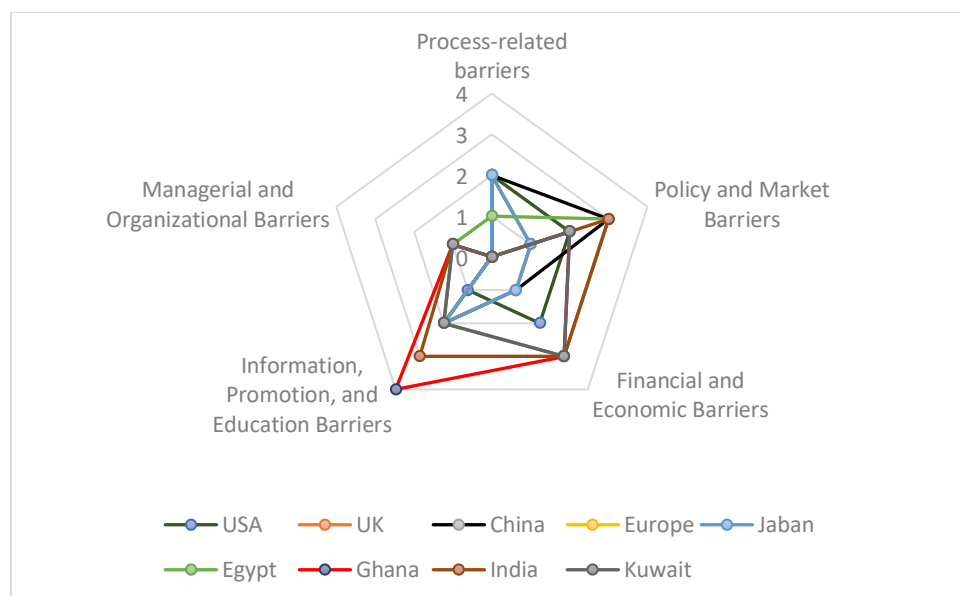 Process-related
barriers
4
3
2
1
0
Managerial and
Organizational Barriers
Policy and Market
Barriers
Information,
Promotion, and
Education Barriers
Financial and
Economic Barriers
USA UK China Europe Jaban
Egypt Ghana India Kuwait